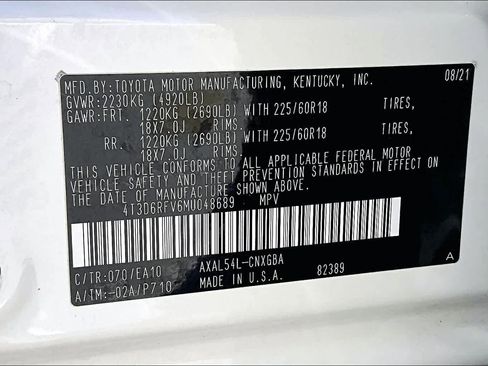 MFD.BY:TOYOTA MOTOR MANUFACTURING, KENTUCKY, INC. 08/21
GVWR:2230KG (4920LB)
GAWR:FRT. 1220KG (2690LB) WITH 225/60R18 TIRES,
18X7.0J RIMS.
RR. 1220KG (2690LB) WITH 225/60R18 TIRES,
18X7.0J RIMS.
THIS VEHICLE CONFORMS TO ALL APPLICABLE FEDERAL MOTOR
VEHICLE SAFETY AND THEFT PREVENTION STANDARDS IN EFFECT ON
THE DATE OF MANUFACTURE SHOWN ABOVE.
4T3D6RFV6MU048689 MPV
C/TR:070/EA10 AXAL54L-CNXGBA A
A/TM:-02A/P710 MADE IN U.S.A. 82389